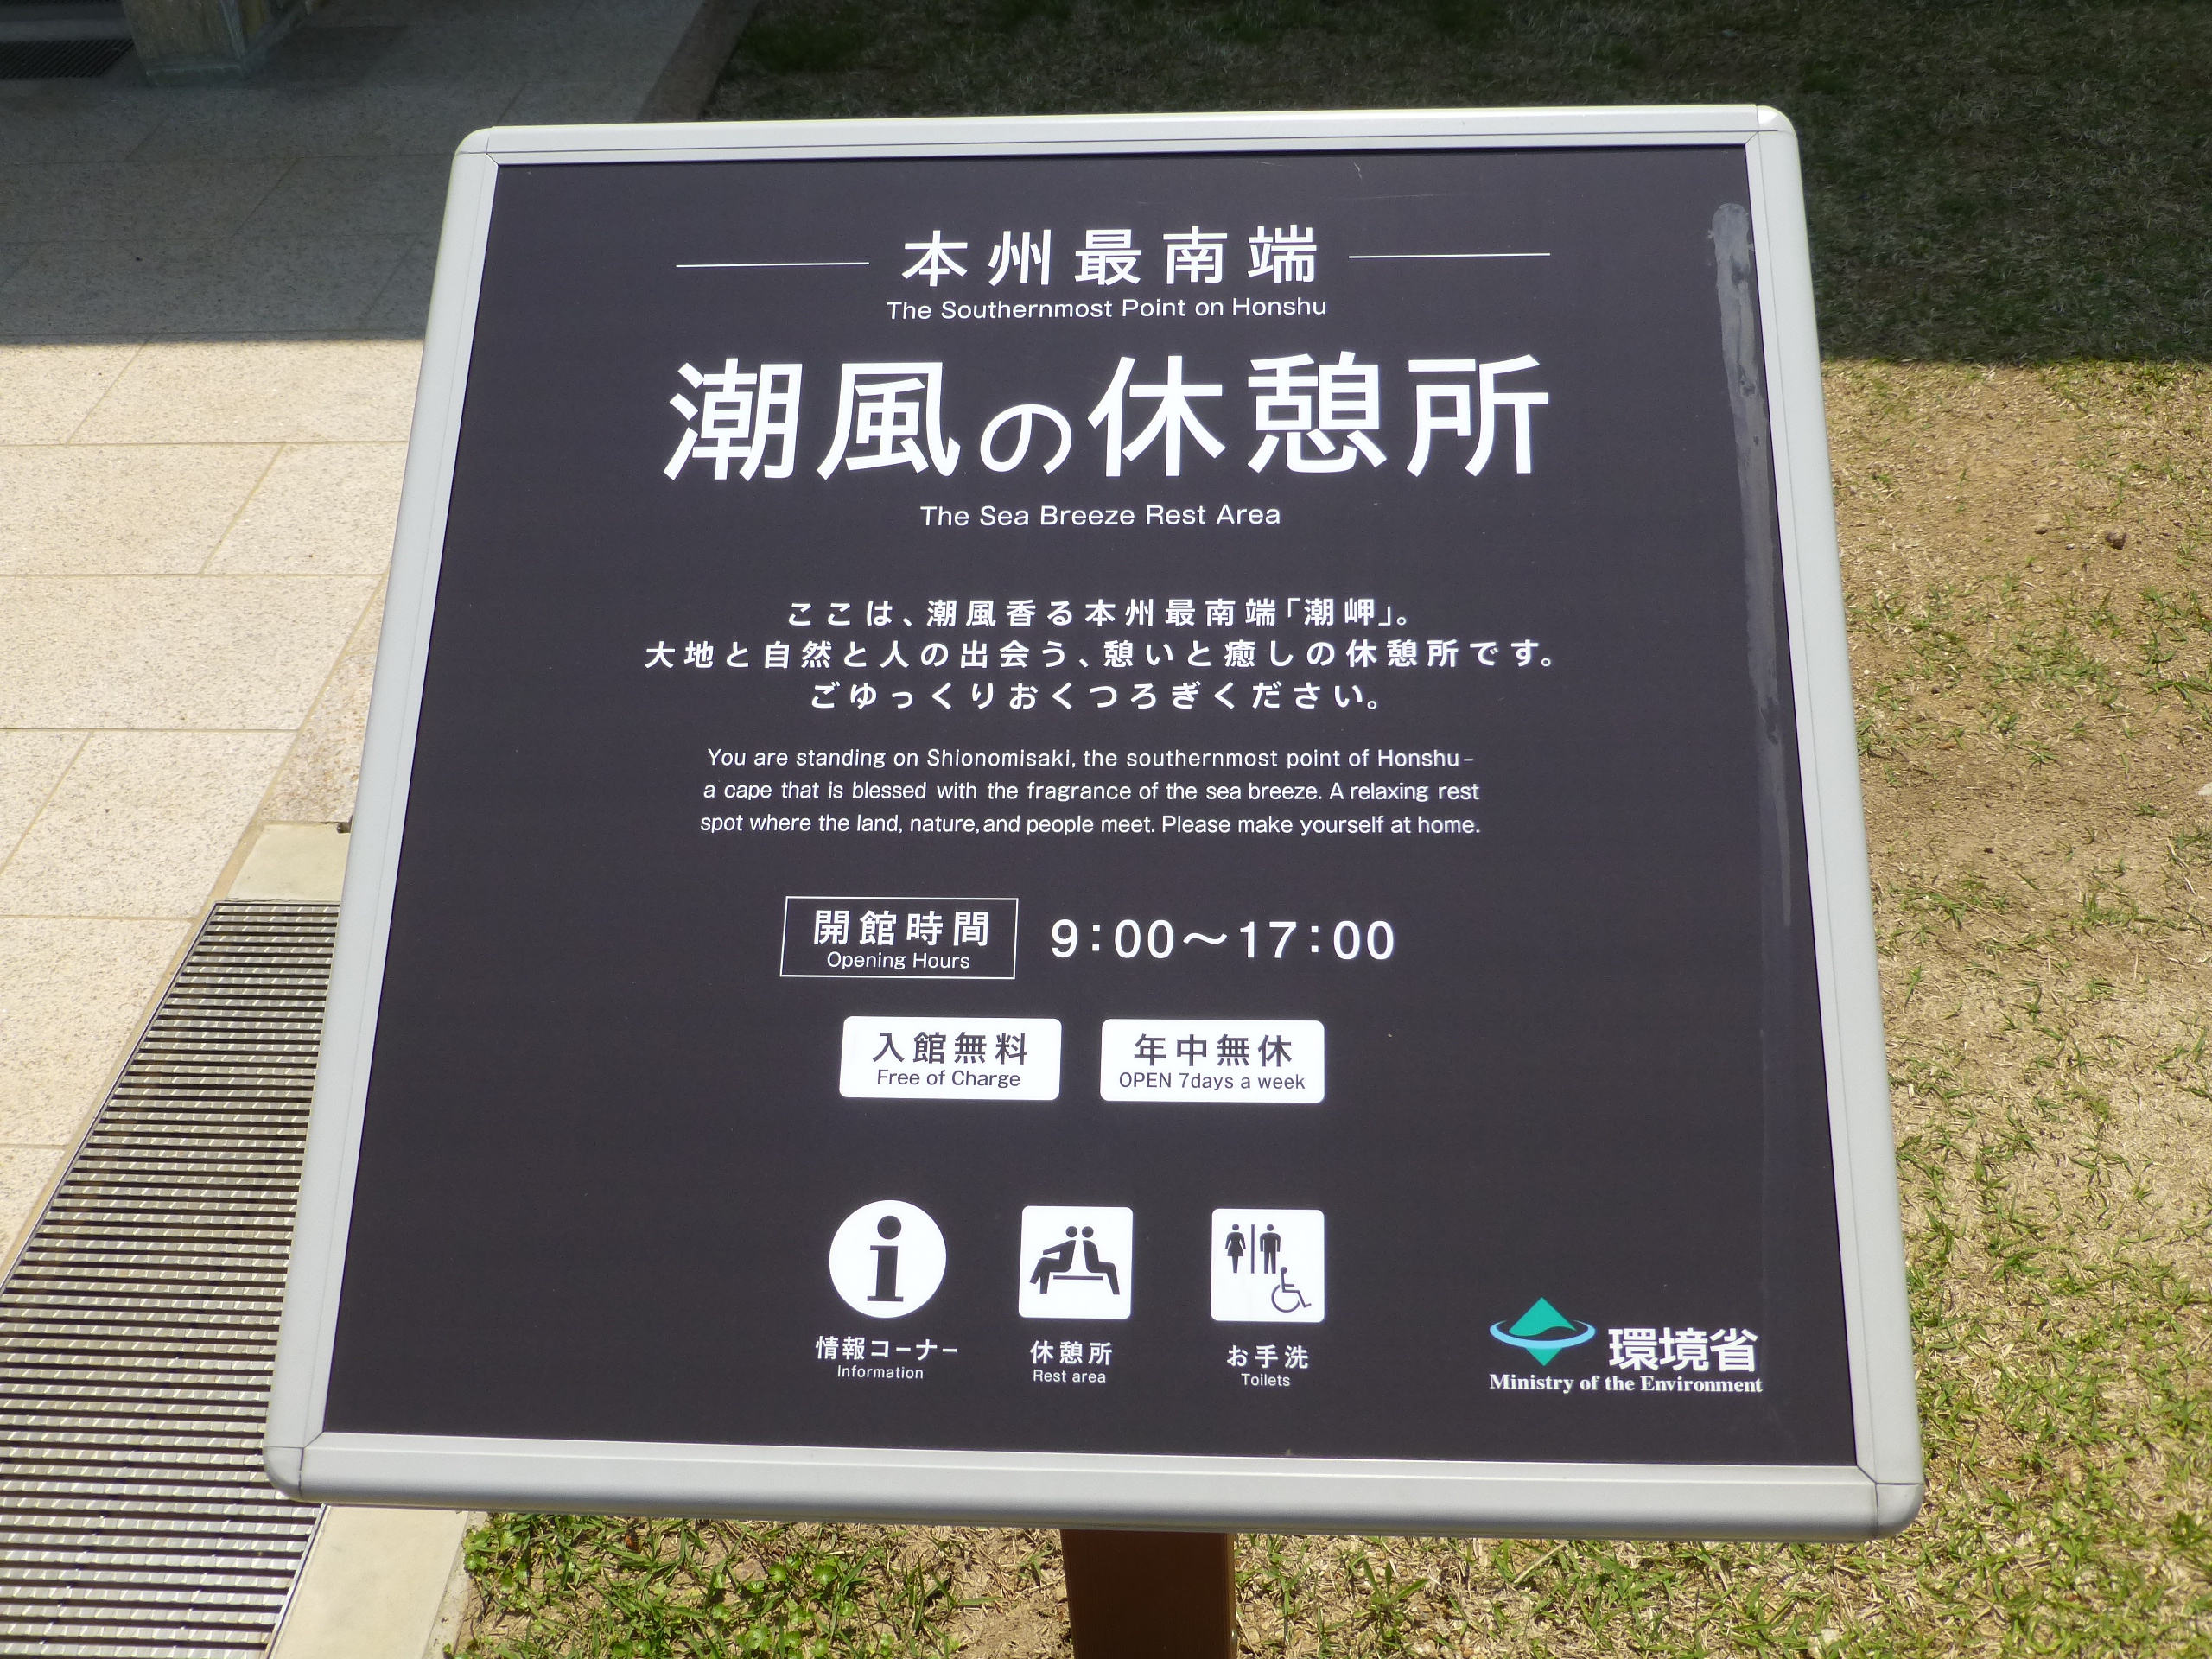 本州最南端
The Southernmost Point on Honshu
潮風の休憩所
The Sea Breeze Rest Area
ここは、潮風香る本州最南端「潮岬」。
大地と自然と人の出会う、憩いと癒しの休憩所です。
ごゆっくりおくつろぎください。
You are standing on Shionomisaki, the southernmost point of Honshu–
a cape that is blessed with the fragrance of the sea breeze. A relaxing rest
spot where the land, nature, and people meet. Please make yourself at home.
開館時間 9:00〜17:00
Opening Hours
入館無料 年中無休
Free of Charge OPEN 7days a week
情報コーナー 休憩所 お手洗
Information Rest area Toilets
環境省
Ministry of the Environment